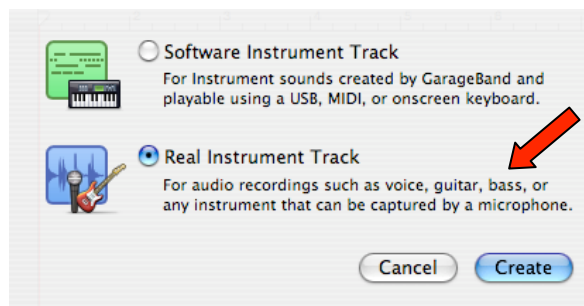 Software Instrument Track
For Instrument sounds created by GarageBand and
playable using a USB, MIDI, or onscreen keyboard.
Real Instrument Track
For audio recordings such as voice, guitar, bass, or
any instrument that can be captured by a microphone.
Cancel Create